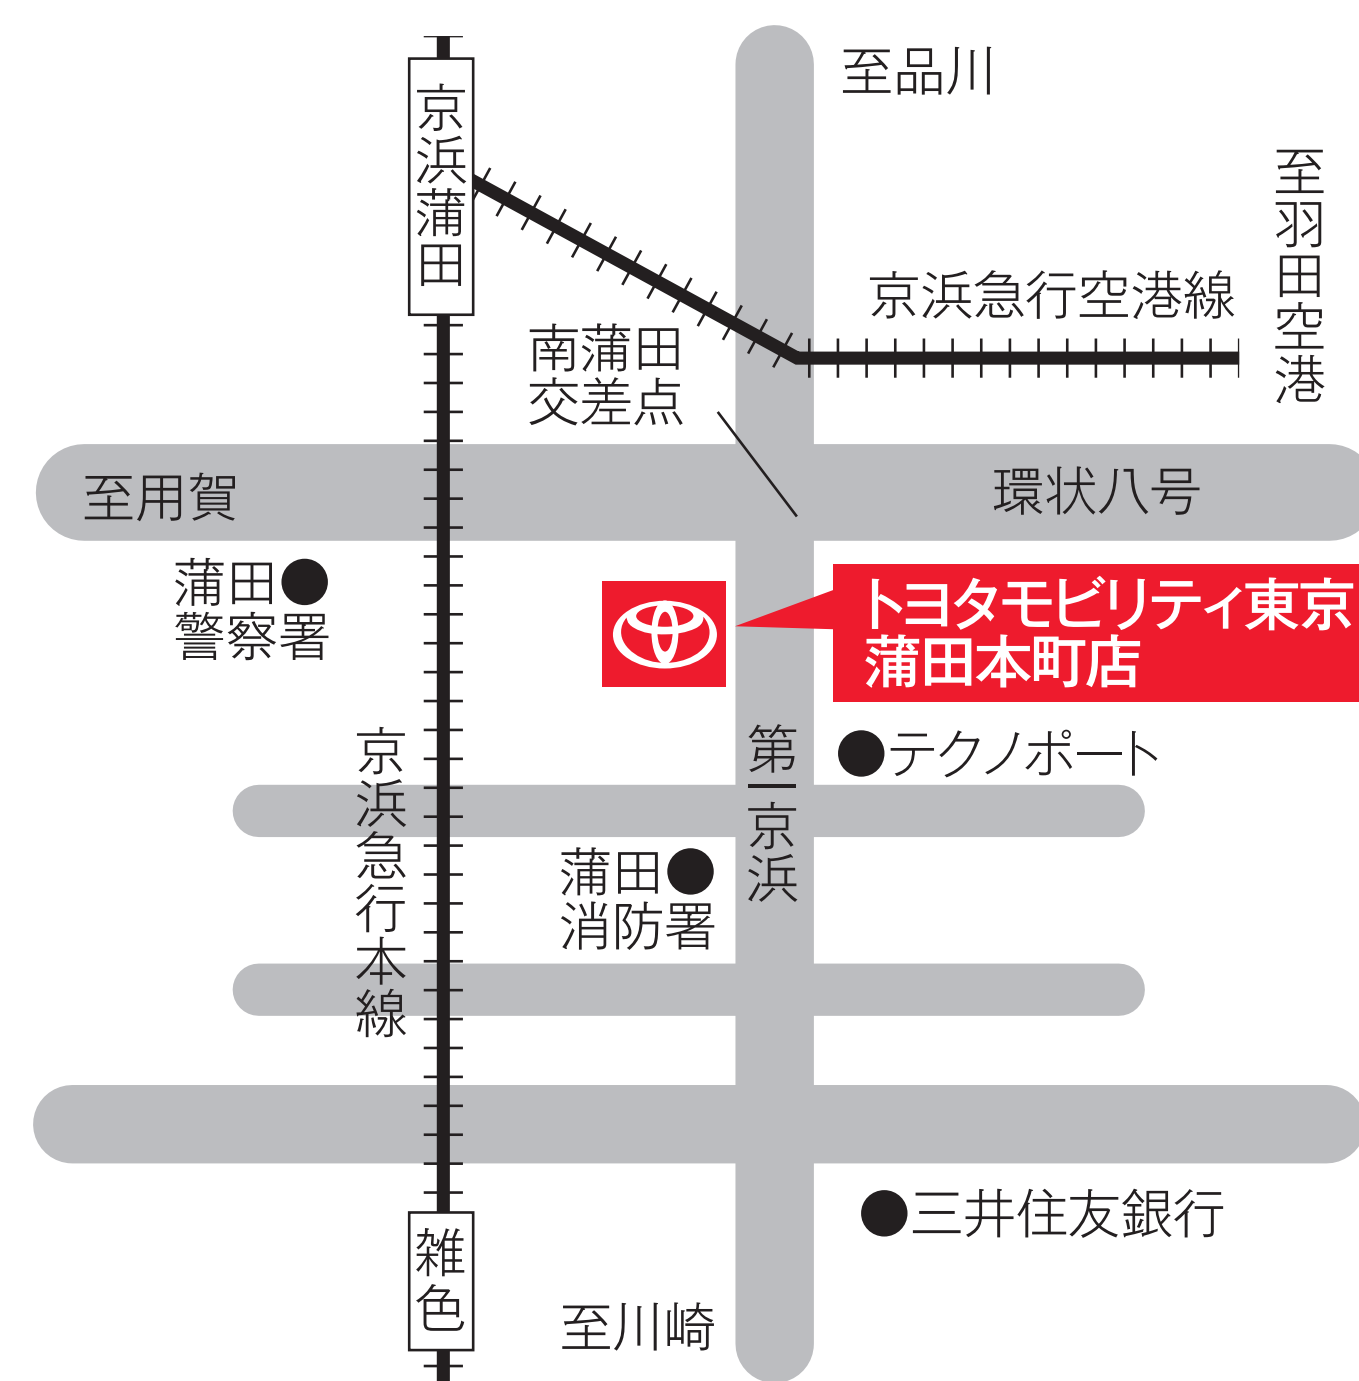 至品川
京浜蒲田
至羽田空港
京浜急行空港線
南蒲田
交差点
至用賀
環状八号
蒲田●
警察署
トヨタモビリティ東京
蒲田本町店
京浜急行本線
第一京浜
●テクノポート
蒲田●
消防署
●三井住友銀行
雑色
至川崎